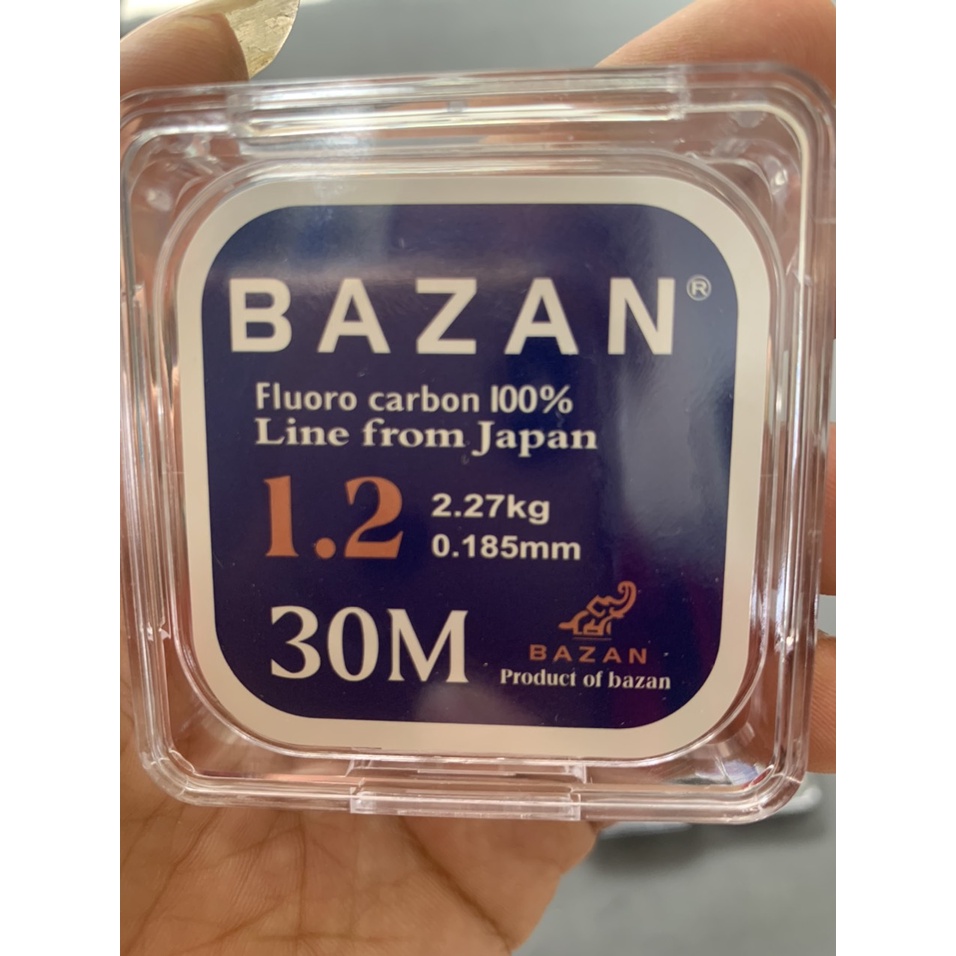 BAZAN®
Fluoro carbon 100%
Line from Japan
1.2
2.27kg
0.185mm
30M
BAZAN
Product of bazan